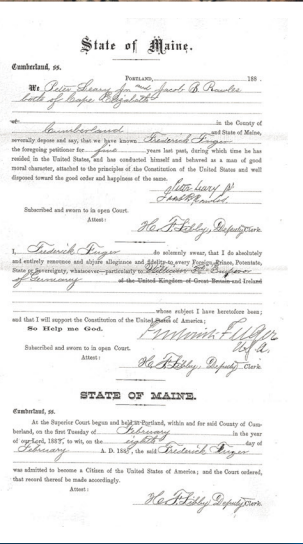 State of Maine.
Cumberland, ss.
PORTLAND, 188 .
We Peter Leary Jr and Jacob B. Rawles
both of Cape Elizabeth
of in the County of
Cumberland and State of Maine,
severally depose and say, that we have known Frederick
the foregoing petitioner for five years last past, during which time he has
resided in the United States, and has conducted himself and behaved as a man of good
moral character, attached to the principles of the Constitution of the United States and well
disposed toward the good order and happiness of the same.
Peter Leary Jr
Subscribed and sworn to in open Court.
Attest:
H. F. Libby, Deputy Clerk.
I, Frederick do solemnly swear, that I do absolutely
and entirely renounce and abjure allegiance and fidelity to every Foreign Prince, Potentate,
State or Sovereignty, whatsoever—particularly to William Emperor
of Germany of the United Kingdom of Great Britain and Ireland
whose subject I have heretofore been;
and that I will support the Constitution of the United States of America;
So Help me God.
Subscribed and sworn to in open Court.
Attest:
H. F. Libby, Deputy Clerk.
STATE OF MAINE.
Cumberland, ss.
At the Superior Court begun and held at Portland, within and for said County of Cum-
berland, on the first Tuesday of February in the year
of our Lord, 188 , to wit, on the eighth day of
February A. D. 188 , the said Frederick
was admitted to become a Citizen of the United States of America; and the Court ordered,
that record thereof be made accordingly.
Attest:
H. F. Libby, Deputy Clerk.